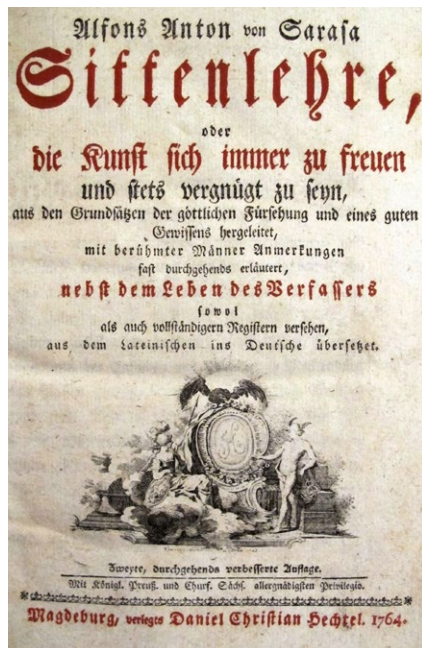 Alfons Anton von Sarasa
Sittenlehre,
oder
die Kunst sich immer zu freuen
und stets vergnügt zu seyn,
aus den Grundsätzen der göttlichen Fürsehung und eines guten
Gewissens hergeleitet,
mit berühmter Männer Anmerkungen
fast durchgehends erläutert,
nebst dem Leben des Verfassers
sowol
als auch vollständigern Registern versehen,
aus dem Lateinischen ins Deutsche übersetzet.
Zweyte, durchgehends verbesserte Auflage.
Mit Königl. Preuß. und Churf. Sächs. allergnädigsten Privilegio.
Magdeburg, verlegts Daniel Christian Hechtel. 1764.